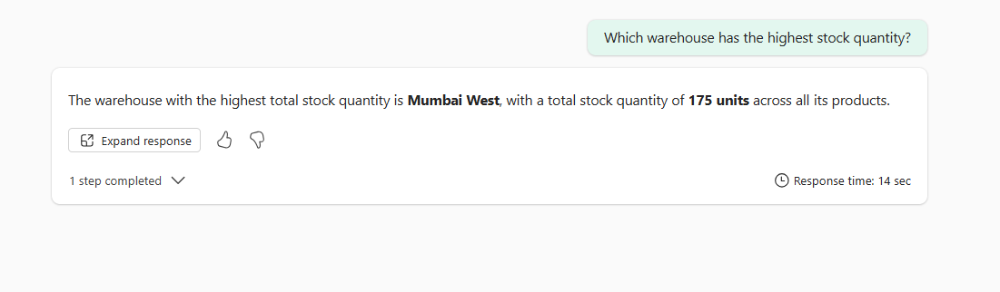 Which warehouse has the highest stock quantity?
The warehouse with the highest total stock quantity is Mumbai West, with a total stock quantity of 175 units across all its products.
Expand response
1 step completed
Response time: 14 sec